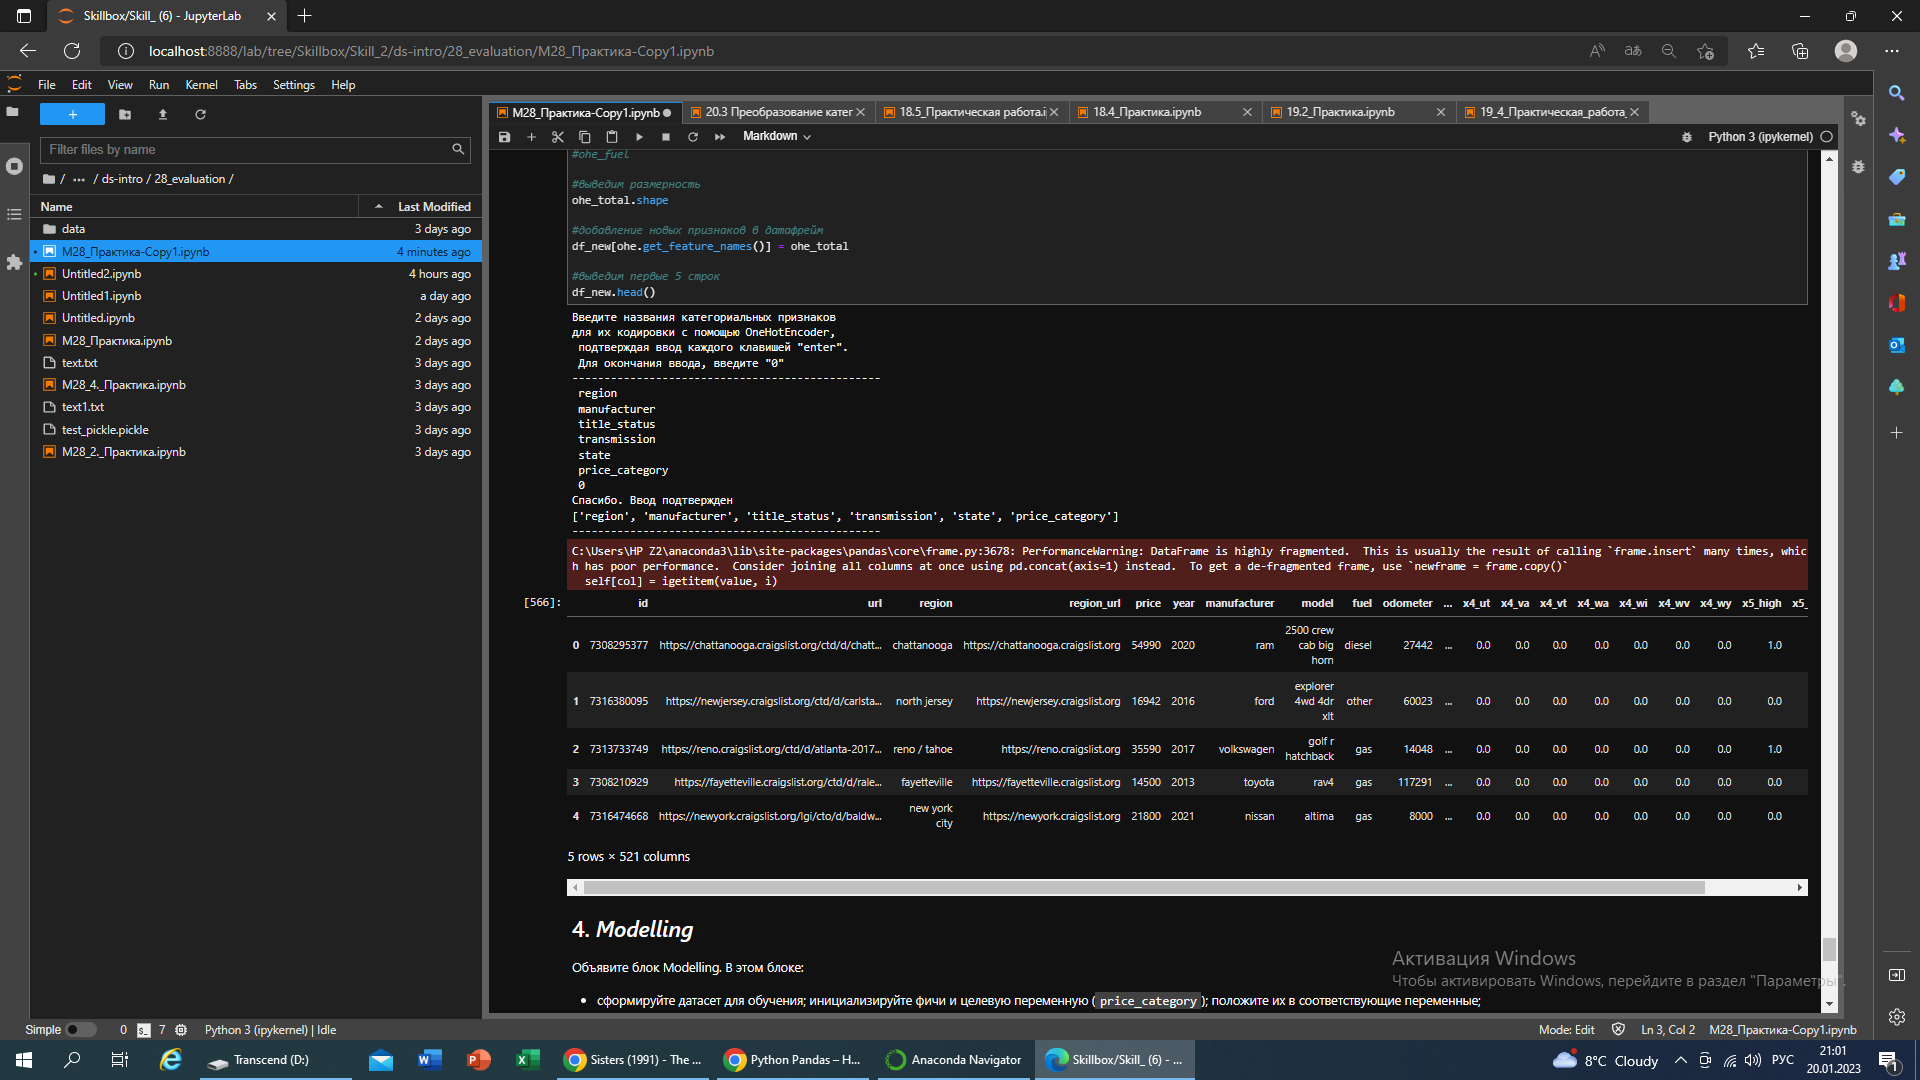 Skillbox/Skill_ (6) - JupyterLab
localhost:8888/lab/tree/Skillbox/Skill_2/ds-intro/28_evaluation/M28_Практика-Copy1.ipynb
File Edit View Run Kernel Tabs Settings Help
M28_Практика-Copy1.ipynb
20.3 Преобразование катег
18.5_Практическая работа.i
18.4_Практика.ipynb
19.2_Практика.ipynb
19_4_Практическая_работа_
Markdown
Python 3 (ipykernel)
Filter files by name
/ ... / ds-intro / 28_evaluation /
Name Last Modified
data 3 days ago
M28_Практика-Copy1.ipynb 4 minutes ago
Untitled2.ipynb 4 hours ago
Untitled1.ipynb a day ago
Untitled.ipynb 2 days ago
M28_Практика.ipynb 2 days ago
text.txt 3 days ago
M28_4._Практика.ipynb 3 days ago
text1.txt 3 days ago
test_pickle.pickle 3 days ago
M28_2._Практика.ipynb 3 days ago
#ohe_fuel
#выведим размерность
ohe_total.shape
#добавление новых признаков в датафрейм
df_new[ohe.get_feature_names()] = ohe_total
#выведим первые 5 строк
df_new.head()
Введите названия категориальных признаков
для их кодировки с помощью OneHotEncoder,
подтверждая ввод каждого клавишей "enter".
Для окончания ввода, введите "0"
------------------------------------------------
region
manufacturer
title_status
transmission
state
price_category
0
Спасибо. Ввод подтвержден
['region', 'manufacturer', 'title_status', 'transmission', 'state', 'price_category']
------------------------------------------------
C:\Users\HP Z2\anaconda3\lib\site-packages\pandas\core\frame.py:3678: PerformanceWarning: DataFrame is highly fragmented.  This is usually the result of calling `frame.insert` many times, whic
h has poor performance.  Consider joining all columns at once using pd.concat(axis=1) instead.  To get a de-fragmented frame, use `newframe = frame.copy()`
self[col] = igetitem(value, i)
[566]:
id url region region_url price year manufacturer model fuel odometer ... x4_ut x4_va x4_vt x4_wa x4_wi x4_wv x4_wy x5_high x5_
0 7308295377 https://chattanooga.craigslist.org/ctd/d/chatt... chattanooga https://chattanooga.craigslist.org 54990 2020 ram 2500 crew cab big horn diesel 27442 ... 0.0 0.0 0.0 0.0 0.0 0.0 0.0 1.0
1 7316380095 https://newjersey.craigslist.org/ctd/d/carlsta... north jersey https://newjersey.craigslist.org 16942 2016 ford explorer 4wd 4dr xlt other 60023 ... 0.0 0.0 0.0 0.0 0.0 0.0 0.0 0.0
2 7313733749 https://reno.craigslist.org/ctd/d/atlanta-2017... reno / tahoe https://reno.craigslist.org 35590 2017 volkswagen golf r hatchback gas 14048 ... 0.0 0.0 0.0 0.0 0.0 0.0 0.0 1.0
3 7308210929 https://fayetteville.craigslist.org/ctd/d/rale... fayetteville https://fayetteville.craigslist.org 14500 2013 toyota rav4 gas 117291 ... 0.0 0.0 0.0 0.0 0.0 0.0 0.0 0.0
4 7316474668 https://newyork.craigslist.org/lgi/cto/d/baldw... new york city https://newyork.craigslist.org 21800 2021 nissan altima gas 8000 ... 0.0 0.0 0.0 0.0 0.0 0.0 0.0 0.0
5 rows × 521 columns
4. Modelling
Объявите блок Modelling. В этом блоке:
• сформируйте датасет для обучения; инициализируйте фичи и целевую переменную (price_category); положите их в соответствующие переменные;
Активация Windows
Чтобы активировать Windows, перейдите в раздел "Параметры".
Simple 0 7 Python 3 (ipykernel) | Idle
Mode: Edit Ln 3, Col 2 M28_Практика-Copy1.ipynb
Transcend (D:)
Sisters (1991) - The ...
Python Pandas – H...
Anaconda Navigator
Skillbox/Skill_ (6) - ...
8°C Cloudy
РУС
21:01
20.01.2023
1